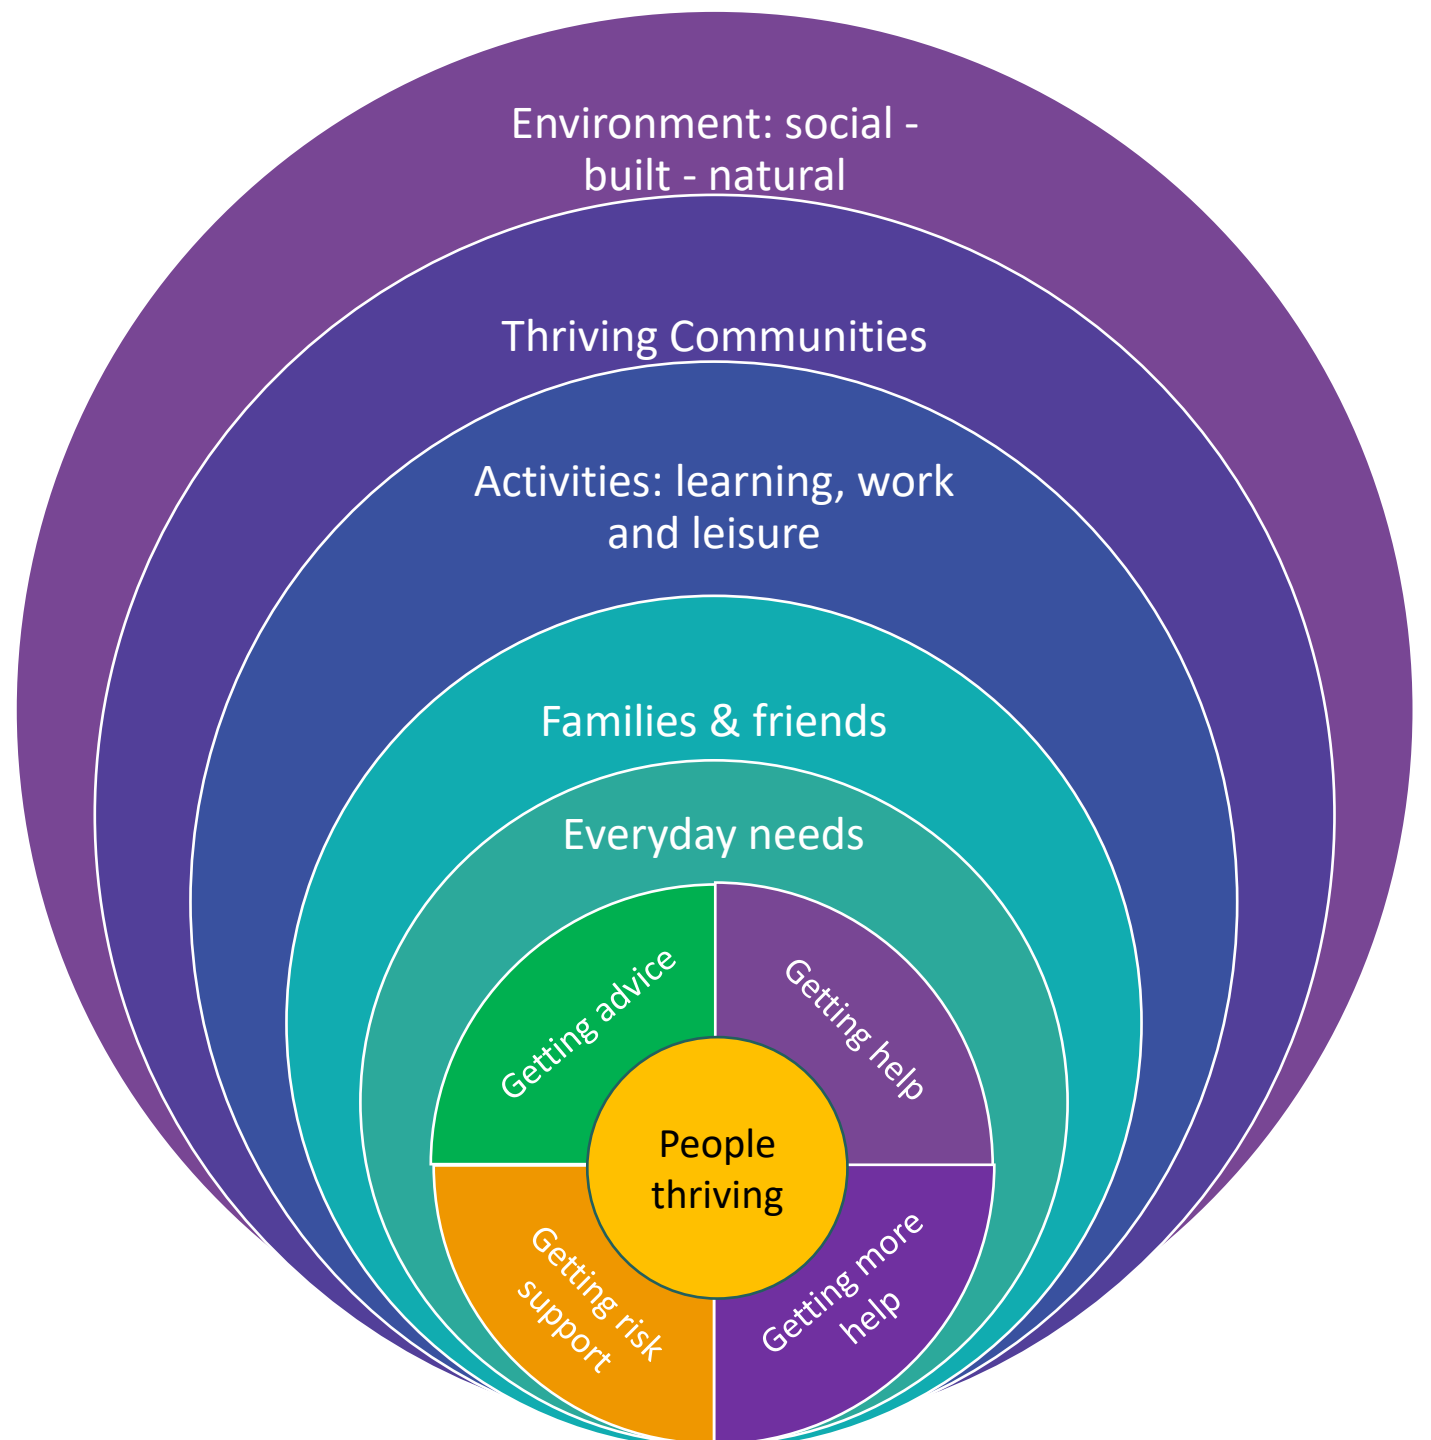 Environment: social -
built - natural
Thriving Communities
Activities: learning, work
and leisure
Families & friends
Everyday needs
Getting advice
Getting help
People
thriving
Getting risk
support
Getting more
help